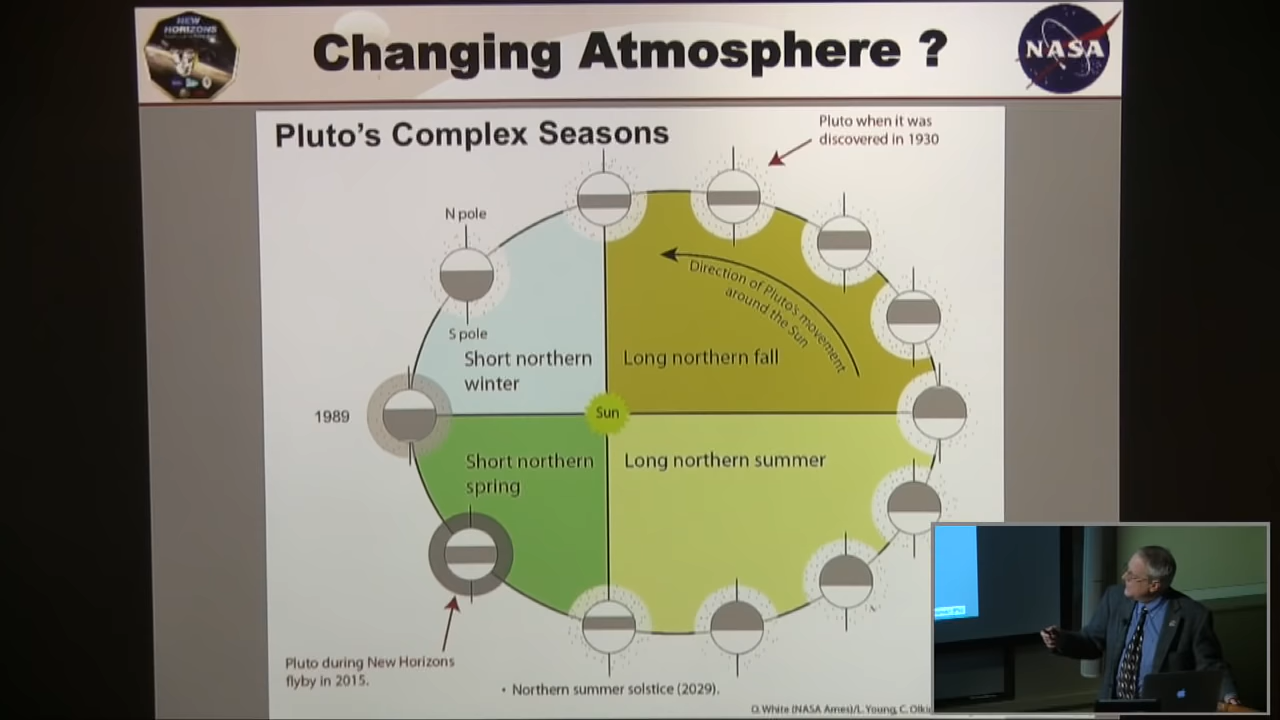 NEW
HORIZONS
Changing Atmosphere ?
NASA
Pluto's Complex Seasons
Pluto when it was
discovered in 1930
N pole
S pole
Direction of Pluto's movement
around the Sun
Short northern
winter
Long northern fall
1989
Sun
Short northern
spring
Long northern summer
Pluto during New Horizons
flyby in 2015.
• Northern summer solstice (2029).
O. White (NASA Ames)/L. Young, C. Olki